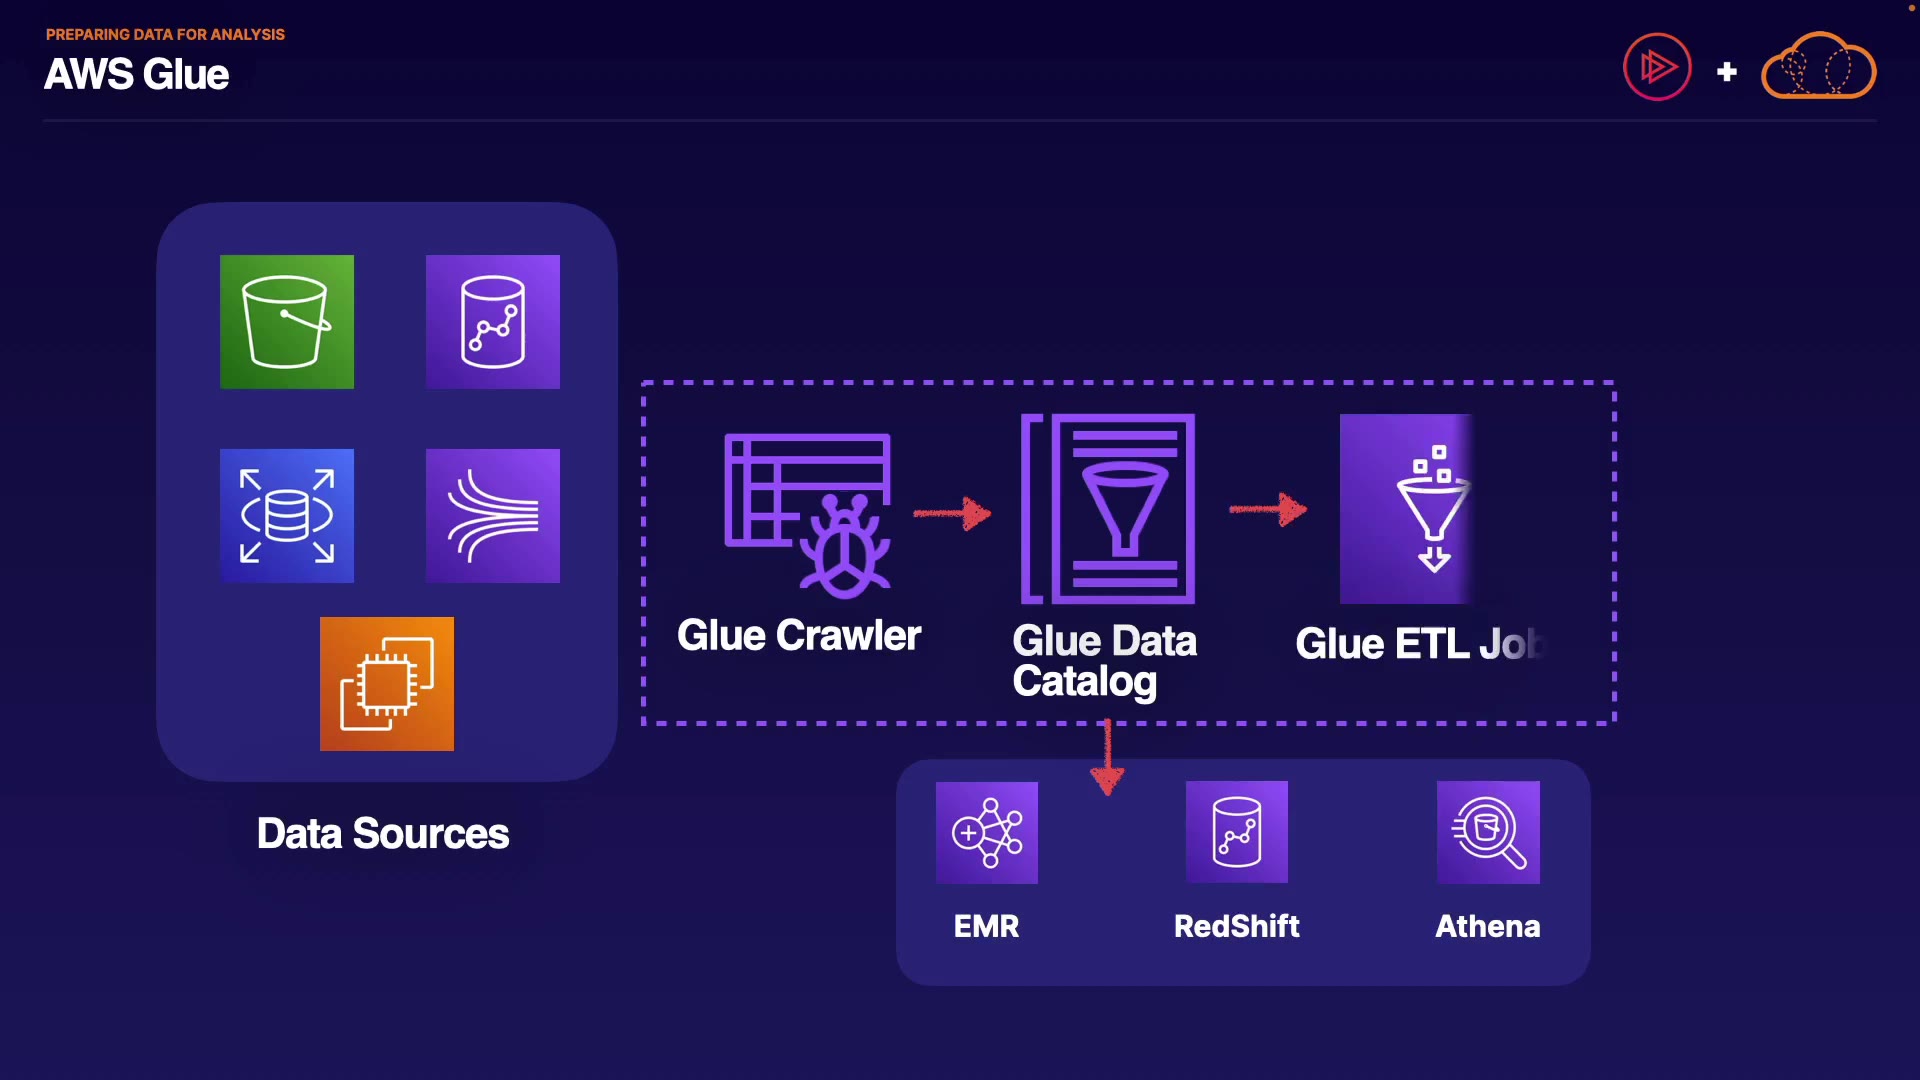 PREPARING DATA FOR ANALYSIS
AWS Glue
Glue Crawler
Glue Data
Catalog
Glue ETL Job
Data Sources
EMR
RedShift
Athena